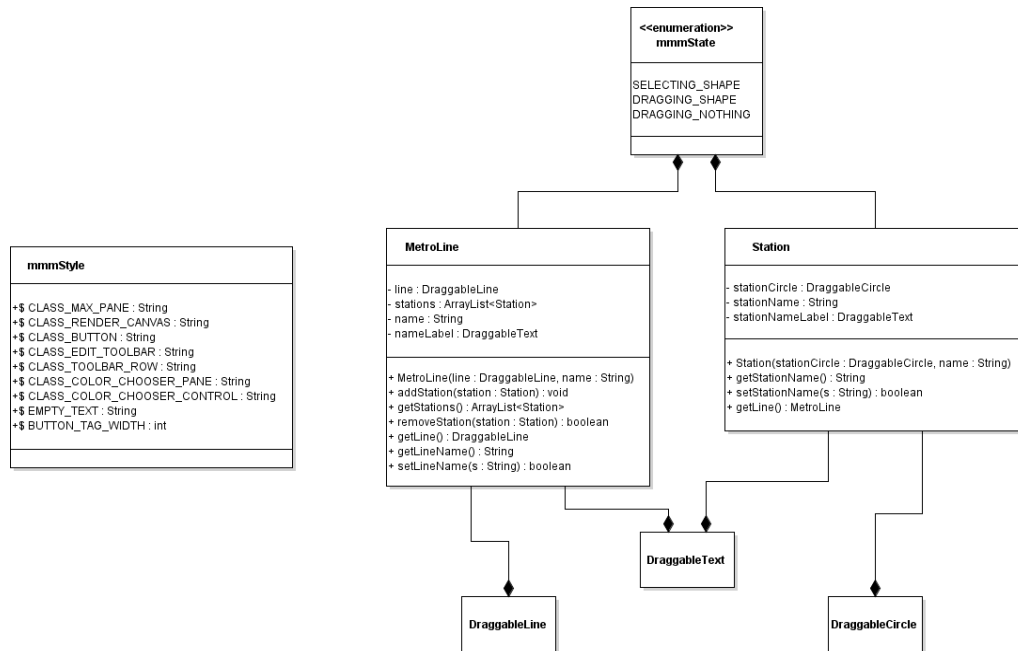 <<enumeration>>
mmmState
SELECTING_SHAPE
DRAGGING_SHAPE
DRAGGING_NOTHING
mmmStyle
+$ CLASS_MAX_PANE : String
+$ CLASS_RENDER_CANVAS : String
+$ CLASS_BUTTON : String
+$ CLASS_EDIT_TOOLBAR : String
+$ CLASS_TOOLBAR_ROW : String
+$ CLASS_COLOR_CHOOSER_PANE : String
+$ CLASS_COLOR_CHOOSER_CONTROL : String
+$ EMPTY_TEXT : String
+$ BUTTON_TAG_WIDTH : int
MetroLine
- line : DraggableLine
- stations : ArrayList<Station>
- name : String
- nameLabel : DraggableText
+ MetroLine(line : DraggableLine, name : String)
+ addStation(station : Station) : void
+ getStations() : ArrayList<Station>
+ removeStation(station : Station) : boolean
+ getLine() : DraggableLine
+ getLineName() : String
+ setLineName(s : String) : boolean
Station
- stationCircle : DraggableCircle
- stationName : String
- stationNameLabel : DraggableText
+ Station(stationCircle : DraggableCircle, name : String)
+ getStationName() : String
+ setStationName(s : String) : boolean
+ getLine() : MetroLine
DraggableText
DraggableLine
DraggableCircle